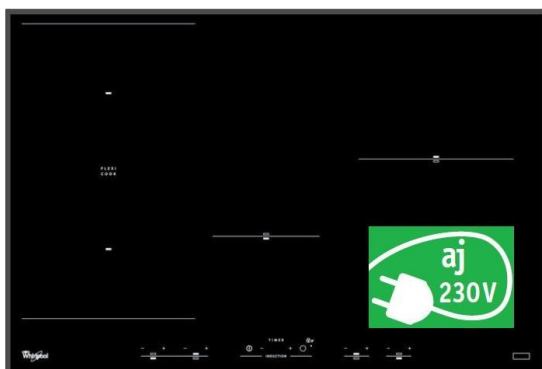 FLEXI
COOK
aj
230V
TIMER
- + - + - + - + - +
INDUCTION
Whirlpool